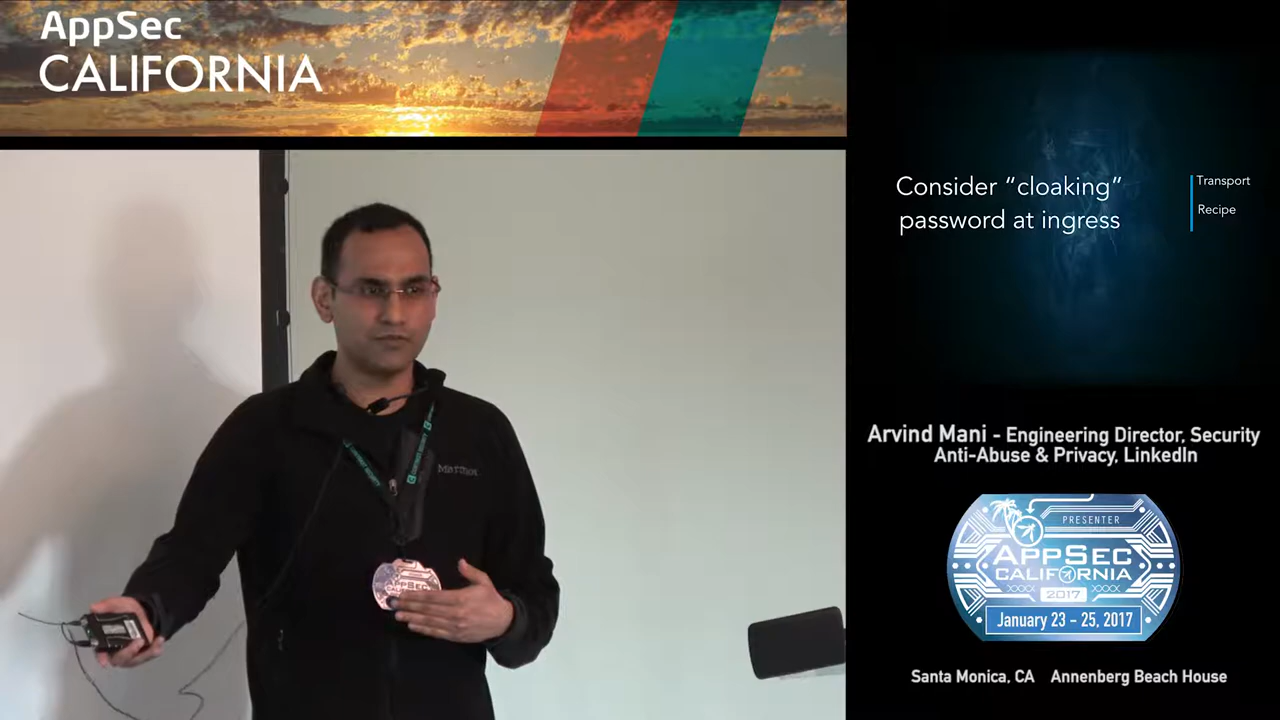 AppSec
CALIFORNIA
Consider “cloaking”
password at ingress
Transport
Recipe
Arvind Mani - Engineering Director, Security
Anti-Abuse & Privacy, LinkedIn
PRESENTER
APPSEC
CALIFORNIA
2017
January 23 - 25, 2017
Santa Monica, CA Annenberg Beach House
APPSEC